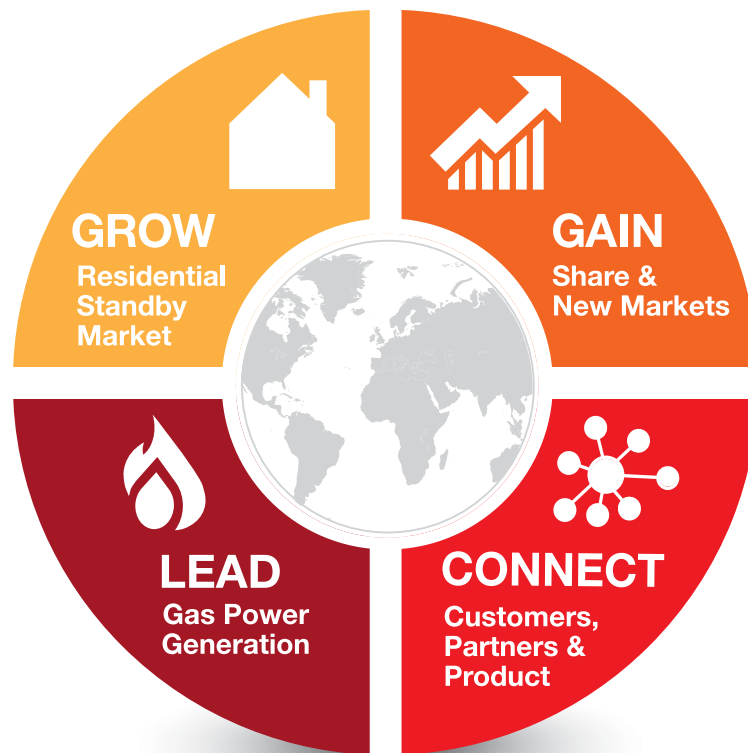 GROW
Residential
Standby
Market
GAIN
Share &
New Markets
LEAD
Gas Power
Generation
CONNECT
Customers,
Partners &
Product